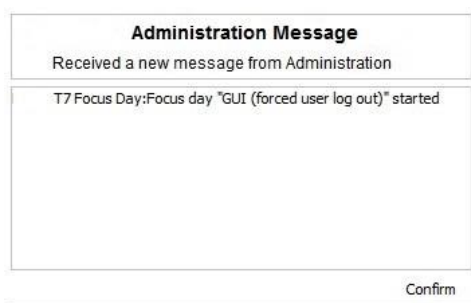 Administration Message
Received a new message from Administration
T7 Focus Day:Focus day "GUI (forced user log out)" started
Confirm